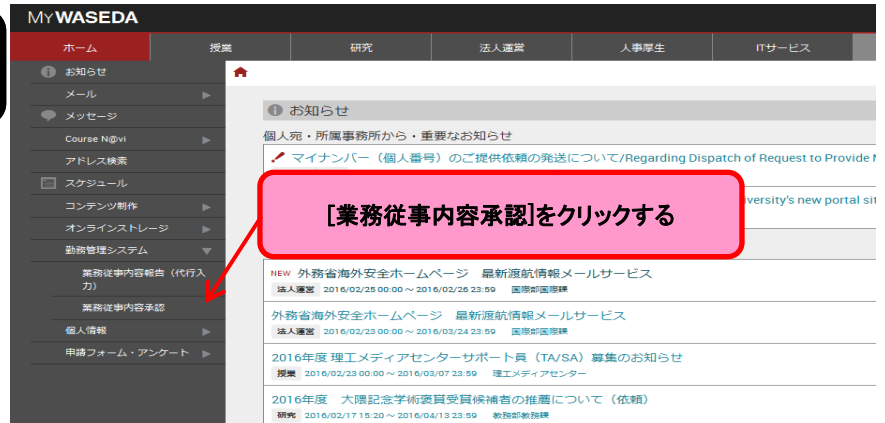 MYWASEDA
ホーム 授業 研究 法人運営 人事厚生 ITサービス
お知らせ
メール
メッセージ
Course N@vi
アドレス検索
スケジュール
コンテンツ制作
オンラインストレージ
勤務管理システム
業務従事内容報告（代行入
力）
業務従事内容承認
個人情報
申請フォーム・アンケート
お知らせ
個人宛・所属事務所から・重要なお知らせ
マイナンバー（個人番号）のご提供依頼の発送について/Regarding Dispatch of Request to Provide
iversity's new portal sit
[業務従事内容承認]をクリックする
NEW 外務省海外安全ホームページ 最新渡航情報メールサービス
法人運営 2016/02/25 00:00～2016/02/26 23:59 国際部国際課
外務省海外安全ホームページ 最新渡航情報メールサービス
法人運営 2016/02/23 00:00～2016/03/24 23:59 国際部国際課
2016年度 理工メディアセンターサポート員（TA/SA）募集のお知らせ
授業 2016/02/23 00:00～2016/03/07 23:59 理工メディアセンター
2016年度 大隈記念学術褒賞受賞候補者の推薦について（依頼）
研究 2016/02/17 15:20～2016/04/13 23:59 教務部教務課